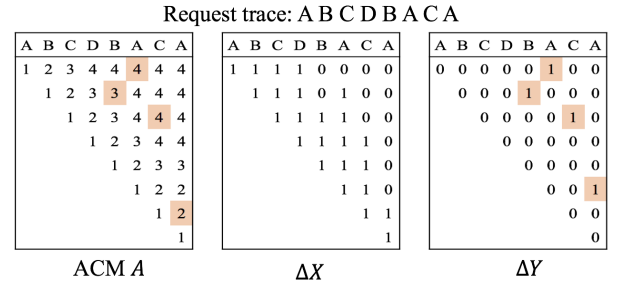 Request trace: A B C D B A C A
A B C D B A C A
1 2 3 4 4 4 4 4
1 2 3 3 4 4 4
1 2 3 4 4 4
1 2 3 4 4
1 2 3 3
1 2 2
1 2
1
ACM A
A B C D B A C A
1 1 1 1 0 0 0 0
1 1 1 0 1 0 0
1 1 1 1 0 0
1 1 1 1 0
1 1 1 0
1 1 0
1 1
1
ΔX
A B C D B A C A
0 0 0 0 0 1 0 0
0 0 0 1 0 0 0
0 0 0 0 1 0
0 0 0 0 0
0 0 0 0
0 0 1
0 0
0
ΔY